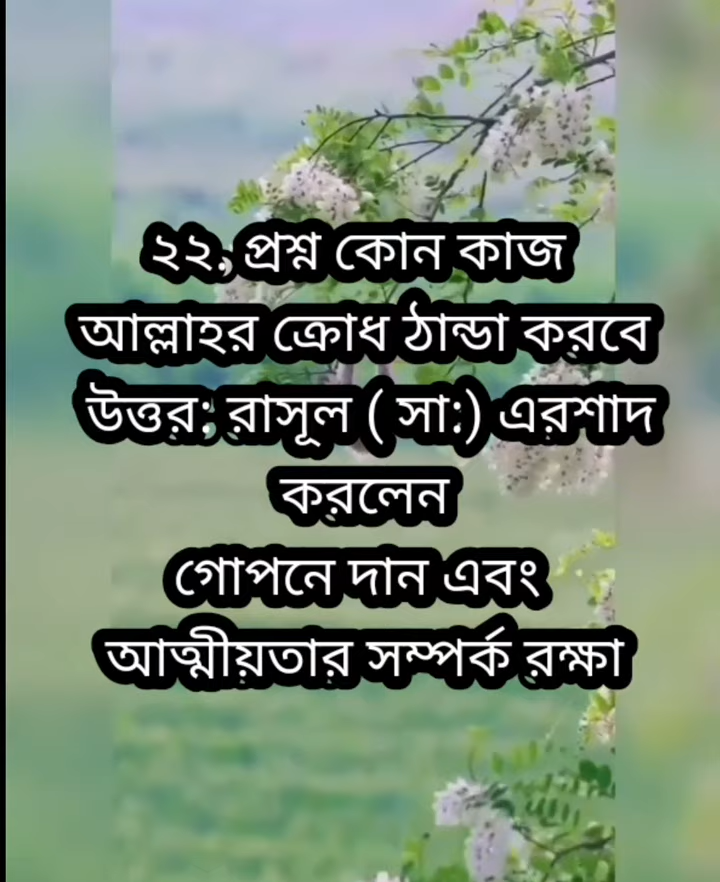 ২২, প্রশ্ন কোন কাজ
আল্লাহর ক্রোধ ঠান্ডা করবে
উত্তর: রাসূল ( সা:) এরশাদ
করলেন
গোপনে দান এবং
আত্মীয়তার সম্পর্ক রক্ষা